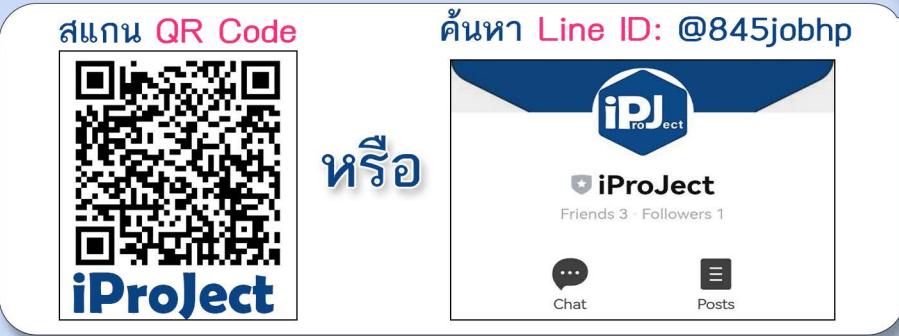 สแกน QR Code
iProJect
หรือ
ค้นหา Line ID: @845jobhp
iPJ
roJect
iProJect
Friends 3 · Followers 1
Chat
Posts